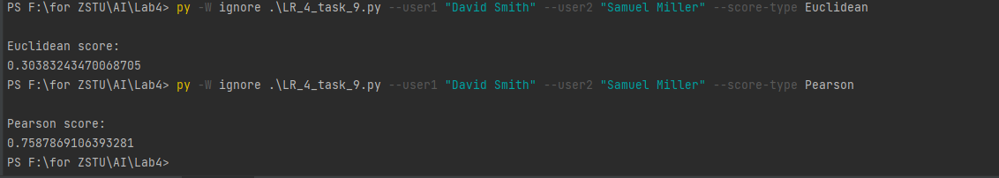 PS F:\for ZSTU\AI\Lab4> py -W ignore .\LR_4_task_9.py --user1 "David Smith" --user2 "Samuel Miller" --score-type Euclidean
Euclidean score:
0.30383243470068705
PS F:\for ZSTU\AI\Lab4> py -W ignore .\LR_4_task_9.py --user1 "David Smith" --user2 "Samuel Miller" --score-type Pearson
Pearson score:
0.7587869106393281
PS F:\for ZSTU\AI\Lab4>